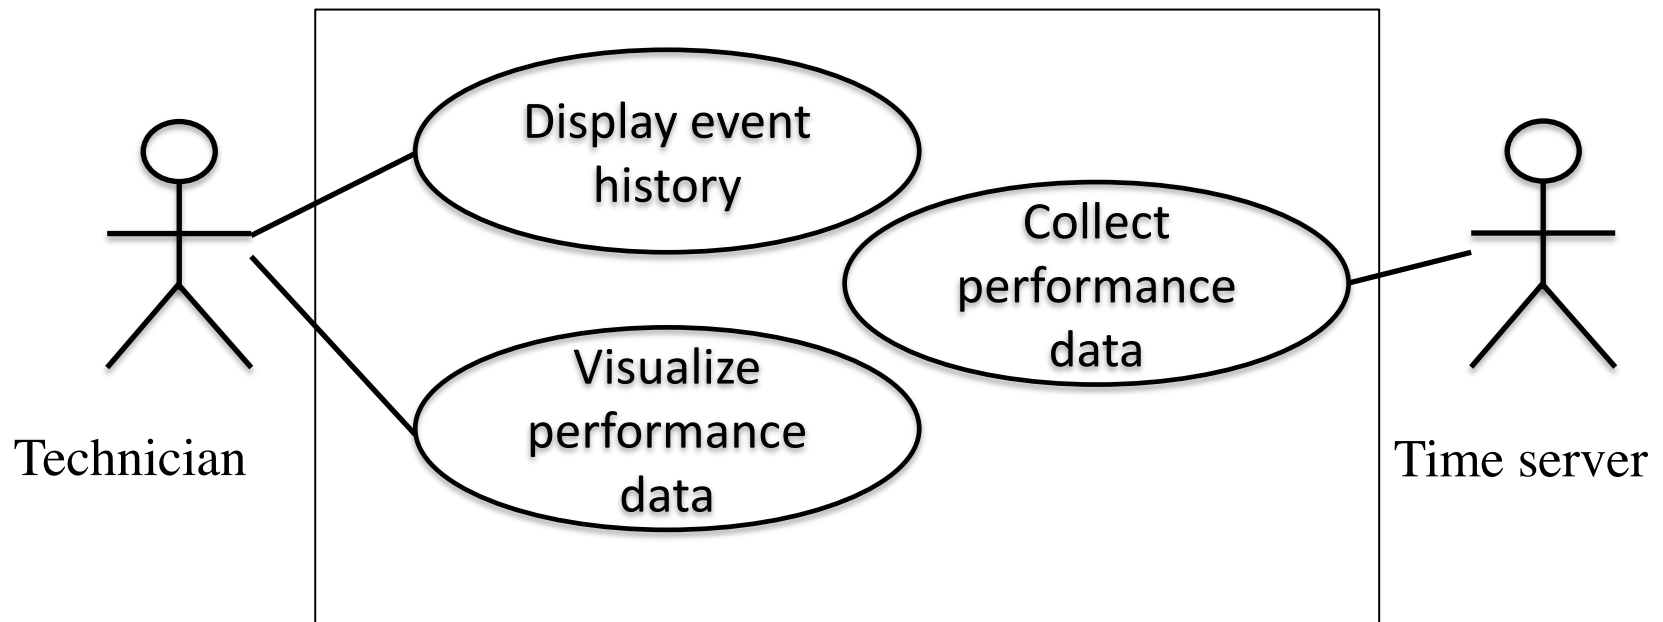 Display event
history
Collect
performance
data
Visualize
performance
data
Technician
Time server